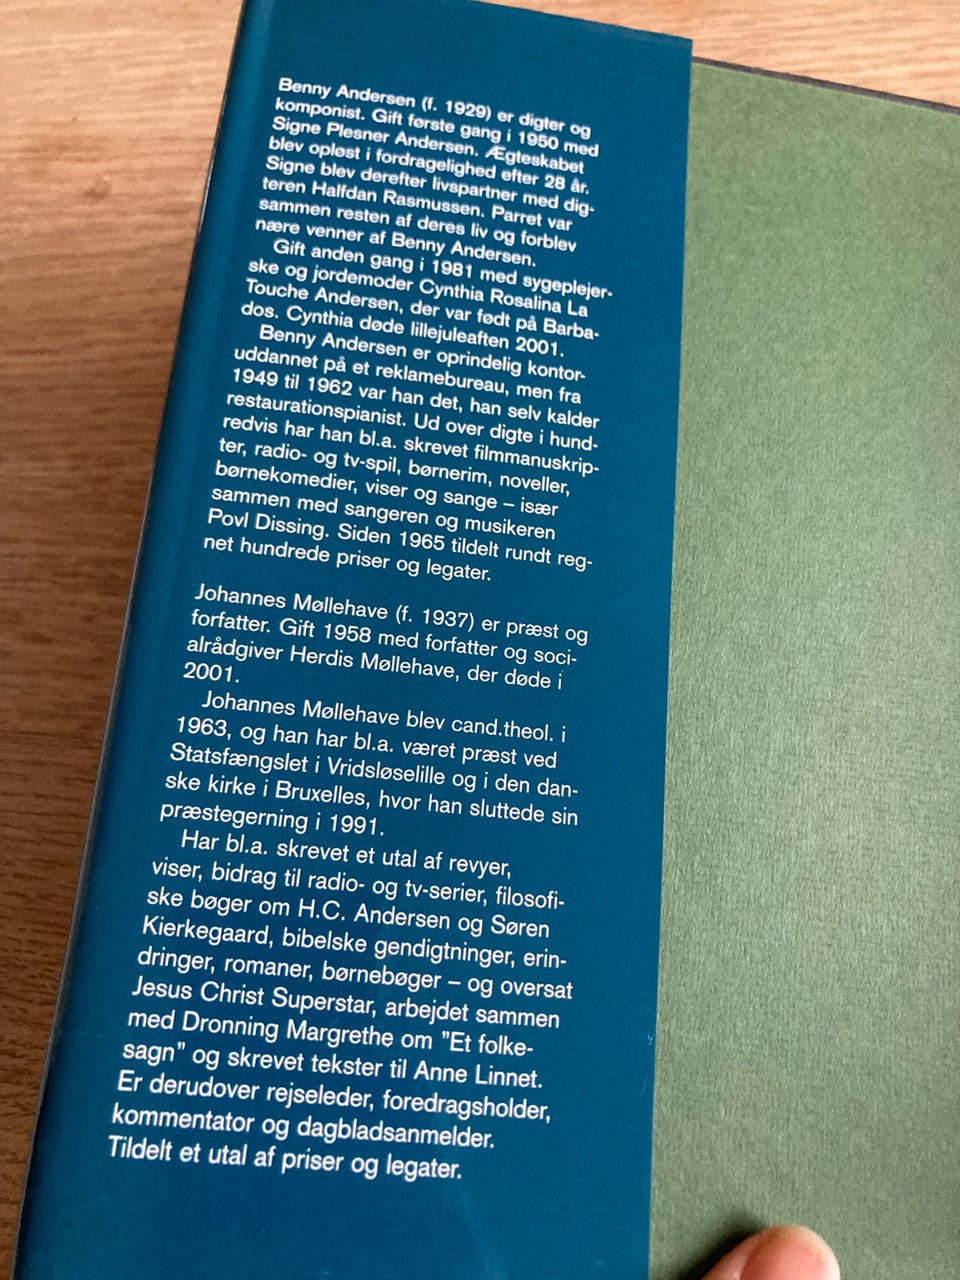 Benny Andersen (f. 1929) er digter og
komponist. Gift første gang i 1950 med
Signe Plesner Andersen. Ægteskabet
blev opløst i fordragelighed efter 28 år.
Signe blev derefter livspartner med dig-
teren Halfdan Rasmussen. Parret var
sammen resten af deres liv og forblev
nære venner af Benny Andersen.
Gift anden gang i 1981 med sygeplejer-
ske og jordemoder Cynthia Rosalina La
Touche Andersen, der var født på Barba-
dos. Cynthia døde lillejuleaften 2001.
Benny Andersen er oprindelig kontor-
uddannet på et reklamebureau, men fra
1949 til 1962 var han det, han selv kalder
restaurationspianist. Ud over digte i hund-
redvis har han bl.a. skrevet filmmanuskrip-
ter, radio- og tv-spil, børnerim, noveller,
børnekomedier, viser og sange – især
sammen med sangeren og musikeren
Povl Dissing. Siden 1965 tildelt rundt reg-
net hundrede priser og legater.
Johannes Møllehave (f. 1937) er præst og
forfatter. Gift 1958 med forfatter og soci-
alrådgiver Herdis Møllehave, der døde i
2001.
Johannes Møllehave blev cand.theol. i
1963, og han har bl.a. været præst ved
Statsfængslet i Vridsløselille og i den dan-
ske kirke i Bruxelles, hvor han sluttede sin
præstegerning i 1991.
Har bl.a. skrevet et utal af revyer,
viser, bidrag til radio- og tv-serier, filosofi-
ske bøger om H.C. Andersen og Søren
Kierkegaard, bibelske gendigtninger, erin-
dringer, romaner, børnebøger – og oversat
Jesus Christ Superstar, arbejdet sammen
med Dronning Margrethe om "Et folke-
sagn" og skrevet tekster til Anne Linnet.
Er derudover rejseleder, foredragsholder,
kommentator og dagbladsanmelder.
Tildelt et utal af priser og legater.